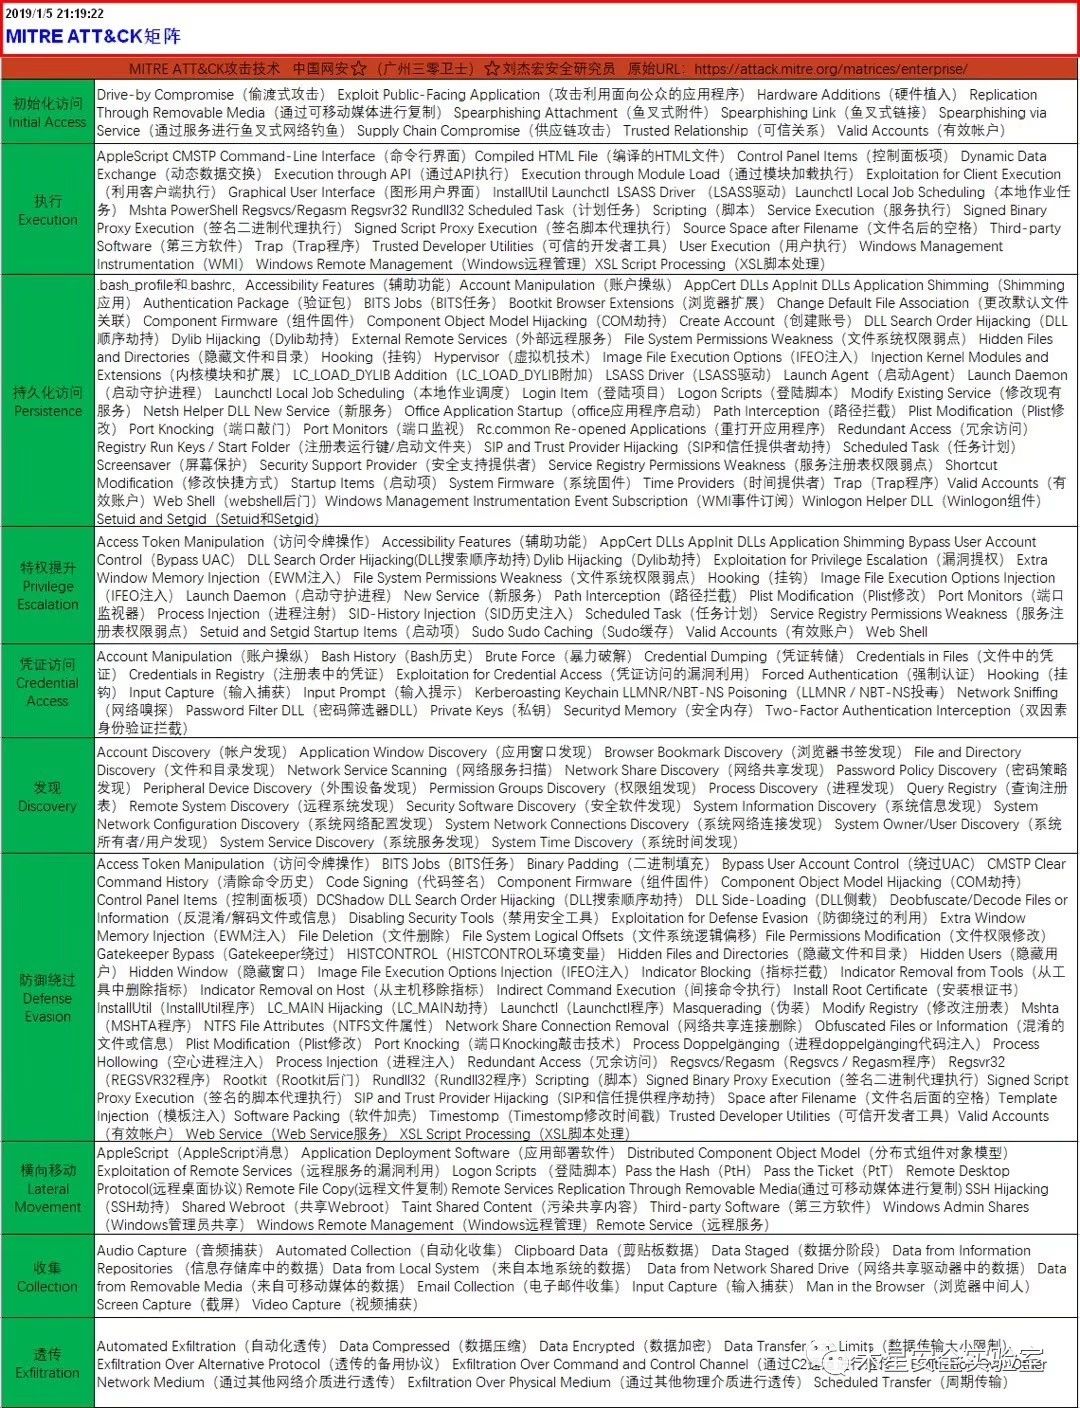 2019/1/5 21:19:22
MITRE ATT&CK矩阵
MITRE ATT&CK攻击技术 中国网安☆（广州三零卫士）☆刘杰宏安全研究员 原始URL：https://attack.mitre.org/matrices/enterprise/
初始化访问
Initial Access
Drive-by Compromise（偷渡式攻击） Exploit Public-Facing Application（攻击利用面向公众的应用程序） Hardware Additions（硬件植入） Replication
Through Removable Media（通过可移动媒体进行复制） Spearphishing Attachment（鱼叉式附件） Spearphishing Link（鱼叉式链接） Spearphishing via
Service（通过服务进行鱼叉式网络钓鱼） Supply Chain Compromise（供应链攻击） Trusted Relationship（可信关系） Valid Accounts（有效帐户）
执行
Execution
AppleScript CMSTP Command-Line Interface（命令行界面）Compiled HTML File（编译的HTML文件） Control Panel Items（控制面板项） Dynamic Data
Exchange（动态数据交换） Execution through API（通过API执行） Execution through Module Load（通过模块加载执行） Exploitation for Client Execution
（利用客户端执行） Graphical User Interface（图形用户界面） InstallUtil Launchctl LSASS Driver （LSASS驱动）Launchctl Local Job Scheduling（本地作业任
务） Mshta PowerShell Regsvcs/Regasm Regsvr32 Rundll32 Scheduled Task（计划任务） Scripting（脚本） Service Execution（服务执行） Signed Binary
Proxy Execution（签名二进制代理执行） Signed Script Proxy Execution（签名脚本代理执行） Source Space after Filename（文件名后的空格） Third-party
Software（第三方软件） Trap（Trap程序） Trusted Developer Utilities（可信的开发者工具） User Execution（用户执行） Windows Management
Instrumentation（WMI） Windows Remote Management（Windows远程管理）XSL Script Processing（XSL脚本处理）
持久化访问
Persistence
.bash_profile和.bashrc，Accessibility Features（辅助功能）Account Manipulation（账户操纵） AppCert DLLs AppInit DLLs Application Shimming（Shimming
应用） Authentication Package（验证包） BITS Jobs（BITS任务） Bootkit Browser Extensions（浏览器扩展） Change Default File Association（更改默认文件
关联） Component Firmware（组件固件） Component Object Model Hijacking（COM劫持） Create Account（创建账号） DLL Search Order Hijacking（DLL
顺序劫持） Dylib Hijacking（Dylib劫持） External Remote Services（外部远程服务） File System Permissions Weakness（文件系统权限弱点） Hidden Files
and Directories（隐藏文件和目录） Hooking（挂钩） Hypervisor（虚拟机技术） Image File Execution Options（IFEO注入） Injection Kernel Modules and
Extensions（内核模块和扩展） LC_LOAD_DYLIB Addition（LC_LOAD_DYLIB附加） LSASS Driver（LSASS驱动） Launch Agent（启动Agent） Launch Daemon
（启动守护进程） Launchctl Local Job Scheduling（本地作业调度） Login Item（登陆项目） Logon Scripts（登陆脚本） Modify Existing Service（修改现有
服务） Netsh Helper DLL New Service（新服务） Office Application Startup（office应用程序启动） Path Interception（路径拦截） Plist Modification（Plist修
改） Port Knocking（端口敲门） Port Monitors（端口监视） Rc.common Re-opened Applications（重打开应用程序） Redundant Access（冗余访问）
Registry Run Keys / Start Folder（注册表运行键/启动文件夹） SIP and Trust Provider Hijacking（SIP和信任提供者劫持） Scheduled Task（任务计划）
Screensaver（屏幕保护） Security Support Provider（安全支持提供者） Service Registry Permissions Weakness（服务注册表权限弱点） Shortcut
Modification（修改快捷方式） Startup Items（启动项） System Firmware（系统固件） Time Providers（时间提供者）Trap（Trap程序） Valid Accounts（有
效账户）Web Shell（webshell后门）Windows Management Instrumentation Event Subscription（WMI事件订阅）Winlogon Helper DLL（Winlogon组件）
Setuid and Setgid（Setuid和Setgid）
特权提升
Privilege
Escalation
Access Token Manipulation（访问令牌操作） Accessibility Features（辅助功能） AppCert DLLs AppInit DLLs Application Shimming Bypass User Account
Control（Bypass UAC） DLL Search Order Hijacking(DLL搜索顺序劫持) Dylib Hijacking（Dylib劫持） Exploitation for Privilege Escalation（漏洞提权） Extra
Window Memory Injection（EWM注入） File System Permissions Weakness（文件系统权限弱点） Hooking（挂钩） Image File Execution Options Injection
（IFEO注入） Launch Daemon（启动守护进程） New Service（新服务） Path Interception（路径拦截） Plist Modification（Plist修改） Port Monitors（端口
监视器） Process Injection（进程注射） SID-History Injection（SID历史注入） Scheduled Task（任务计划） Service Registry Permissions Weakness（服务注
册表权限弱点） Setuid and Setgid Startup Items（启动项） Sudo Sudo Caching（Sudo缓存） Valid Accounts（有效账户） Web Shell
凭证访问
Credential
Access
Account Manipulation（账户操纵） Bash History（Bash历史） Brute Force（暴力破解） Credential Dumping（凭证转储） Credentials in Files（文件中的凭
证） Credentials in Registry（注册表中的凭证） Exploitation for Credential Access（凭证访问的漏洞利用） Forced Authentication（强制认证） Hooking（挂
钩） Input Capture（输入捕获） Input Prompt（输入提示） Kerberoasting Keychain LLMNR/NBT-NS Poisoning（LLMNR / NBT-NS投毒） Network Sniffing
（网络嗅探） Password Filter DLL（密码筛选器DLL） Private Keys（私钥） Securityd Memory（安全内存） Two-Factor Authentication Interception（双因素
身份验证拦截）
发现
Discovery
Account Discovery（帐户发现） Application Window Discovery（应用窗口发现） Browser Bookmark Discovery（浏览器书签发现） File and Directory
Discovery（文件和目录发现） Network Service Scanning（网络服务扫描） Network Share Discovery（网络共享发现） Password Policy Discovery（密码策略
发现） Peripheral Device Discovery（外围设备发现） Permission Groups Discovery（权限组发现） Process Discovery（进程发现） Query Registry（查询注册
表） Remote System Discovery（远程系统发现） Security Software Discovery（安全软件发现） System Information Discovery（系统信息发现） System
Network Configuration Discovery（系统网络配置发现） System Network Connections Discovery（系统网络连接发现） System Owner/User Discovery（系统
所有者/用户发现） System Service Discovery（系统服务发现） System Time Discovery（系统时间发现）
防御绕过
Defense
Evasion
Access Token Manipulation（访问令牌操作） BITS Jobs（BITS任务） Binary Padding（二进制填充） Bypass User Account Control（绕过UAC） CMSTP Clear
Command History（清除命令历史） Code Signing（代码签名） Component Firmware（组件固件） Component Object Model Hijacking（COM劫持）
Control Panel Items（控制面板项）DCShadow DLL Search Order Hijacking（DLL搜索顺序劫持） DLL Side-Loading（DLL侧载） Deobfuscate/Decode Files or
Information（反混淆/解码文件或信息） Disabling Security Tools（禁用安全工具） Exploitation for Defense Evasion（防御绕过的利用） Extra Window
Memory Injection（EWM注入） File Deletion（文件删除） File System Logical Offsets（文件系统逻辑偏移）File Permissions Modification（文件权限修改）
Gatekeeper Bypass（Gatekeeper绕过） HISTCONTROL（HISTCONTROL环境变量） Hidden Files and Directories（隐藏文件和目录） Hidden Users（隐藏用
户） Hidden Window（隐藏窗口） Image File Execution Options Injection（IFEO注入） Indicator Blocking（指标拦截） Indicator Removal from Tools（从工
具中删除指标） Indicator Removal on Host（从主机移除指标） Indirect Command Execution（间接命令执行） Install Root Certificate（安装根证书）
InstallUtil（InstallUtil程序） LC_MAIN Hijacking（LC_MAIN劫持） Launchctl（Launchctl程序）Masquerading（伪装） Modify Registry（修改注册表）Mshta
（MSHTA程序） NTFS File Attributes（NTFS文件属性） Network Share Connection Removal（网络共享连接删除） Obfuscated Files or Information（混淆的
文件或信息） Plist Modification（Plist修改） Port Knocking（端口Knocking敲击技术） Process Doppelgänging（进程doppelgänging代码注入） Process
Hollowing（空心进程注入） Process Injection（进程注入） Redundant Access（冗余访问） Regsvcs/Regasm（Regsvcs / Regasm程序） Regsvr32
（REGSVR32程序） Rootkit（Rootkit后门） Rundll32（Rundll32程序）Scripting（脚本）Signed Binary Proxy Execution（签名二进制代理执行）Signed Script
Proxy Execution（签名的脚本代理执行） SIP and Trust Provider Hijacking（SIP和信任提供程序劫持） Space after Filename（文件名后面的空格）Template
Injection（模板注入）Software Packing（软件加壳） Timestomp（Timestomp修改时间戳）Trusted Developer Utilities（可信开发者工具）Valid Accounts
（有效帐户） Web Service（Web Service服务） XSL Script Processing（XSL脚本处理）
横向移动
Lateral
Movement
AppleScript（AppleScript消息） Application Deployment Software（应用部署软件） Distributed Component Object Model（分布式组件对象模型）
Exploitation of Remote Services（远程服务的漏洞利用） Logon Scripts （登陆脚本）Pass the Hash（PtH） Pass the Ticket（PtT） Remote Desktop
Protocol(远程桌面协议) Remote File Copy(远程文件复制) Remote Services Replication Through Removable Media(通过可移动媒体进行复制) SSH Hijacking
（SSH劫持） Shared Webroot（共享Webroot） Taint Shared Content（污染共享内容） Third-party Software（第三方软件） Windows Admin Shares
（Windows管理员共享） Windows Remote Management（Windows远程管理）Remote Service（远程服务）
收集
Collection
Audio Capture（音频捕获） Automated Collection（自动化收集） Clipboard Data（剪贴板数据） Data Staged（数据分阶段） Data from Information
Repositories （信息存储库中的数据）Data from Local System （来自本地系统的数据） Data from Network Shared Drive（网络共享驱动器中的数据） Data
from Removable Media（来自可移动媒体的数据） Email Collection（电子邮件收集） Input Capture（输入捕获） Man in the Browser（浏览器中间人）
Screen Capture（截屏） Video Capture（视频捕获）
透传
Exfiltration
Automated Exfiltration（自动化透传） Data Compressed（数据压缩） Data Encrypted（数据加密） Data Transfer Limits（数据传输大小限制）
Exfiltration Over Alternative Protocol（透传的备用协议） Exfiltration Over Command and Control Channel（通过C2
Network Medium（通过其他网络介质进行透传） Exfiltration Over Physical Medium（通过其他物理介质进行透传） Scheduled Transfer（周期传输）
安全实验室